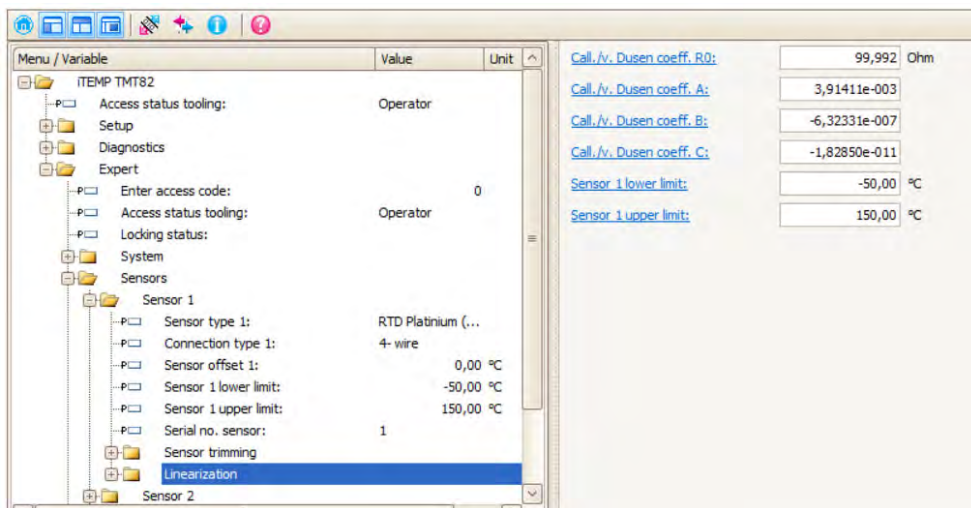 Menu / Variable Value Unit
iTEMP TMT82
Access status tooling: Operator
Setup
Diagnostics
Expert
Enter access code: 0
Access status tooling: Operator
Locking status:
System
Sensors
Sensor 1
Sensor type 1: RTD Platinium (...
Connection type 1: 4- wire
Sensor offset 1: 0,00 °C
Sensor 1 lower limit: -50,00 °C
Sensor 1 upper limit: 150,00 °C
Serial no. sensor: 1
Sensor trimming
Linearization
Sensor 2
Call./v. Dusen coeff. R0: 99,992 Ohm
Call./v. Dusen coeff. A: 3,91411e-003
Call./v. Dusen coeff. B: -6,32331e-007
Call./v. Dusen coeff. C: -1,82850e-011
Sensor 1 lower limit: -50,00 °C
Sensor 1 upper limit: 150,00 °C